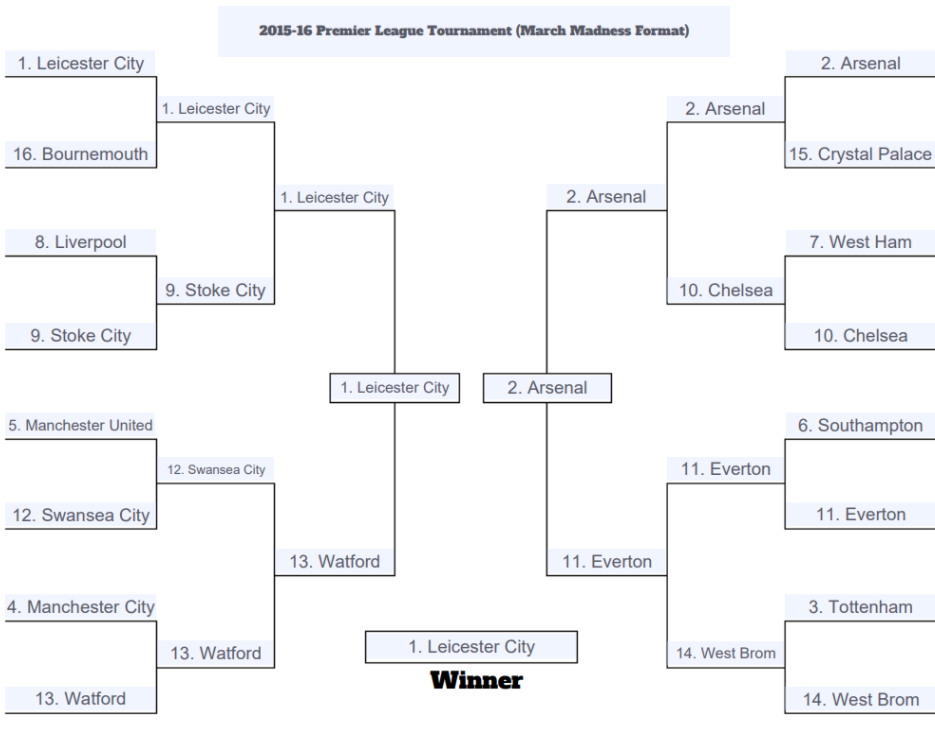 2015-16 Premier League Tournament (March Madness Format)
1. Leicester City
16. Bournemouth
8. Liverpool
9. Stoke City
5. Manchester United
12. Swansea City
4. Manchester City
13. Watford
1. Leicester City
9. Stoke City
12. Swansea City
13. Watford
1. Leicester City
13. Watford
1. Leicester City
2. Arsenal
2. Arsenal
11. Everton
2. Arsenal
10. Chelsea
11. Everton
14. West Brom
2. Arsenal
15. Crystal Palace
7. West Ham
10. Chelsea
6. Southampton
11. Everton
3. Tottenham
14. West Brom
1. Leicester City
Winner